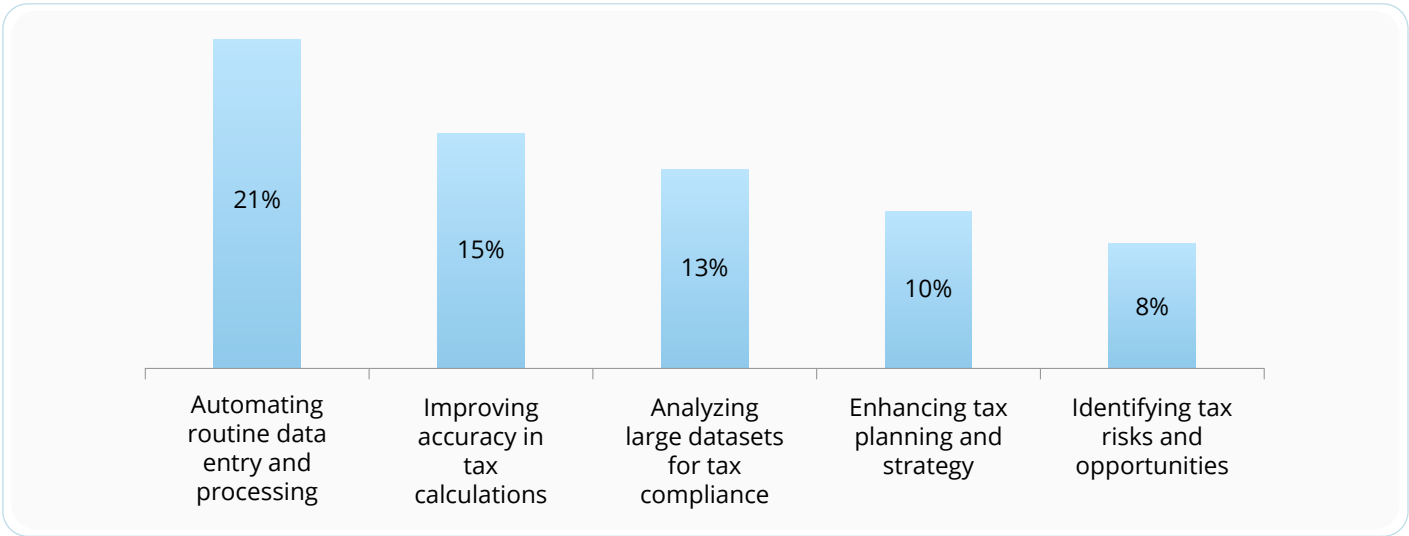 21%
15%
13%
10%
8%
Automating
routine data
entry and
processing
Improving
accuracy in
tax
calculations
Analyzing
large datasets
for tax
compliance
Enhancing tax
planning and
strategy
Identifying tax
risks and
opportunities